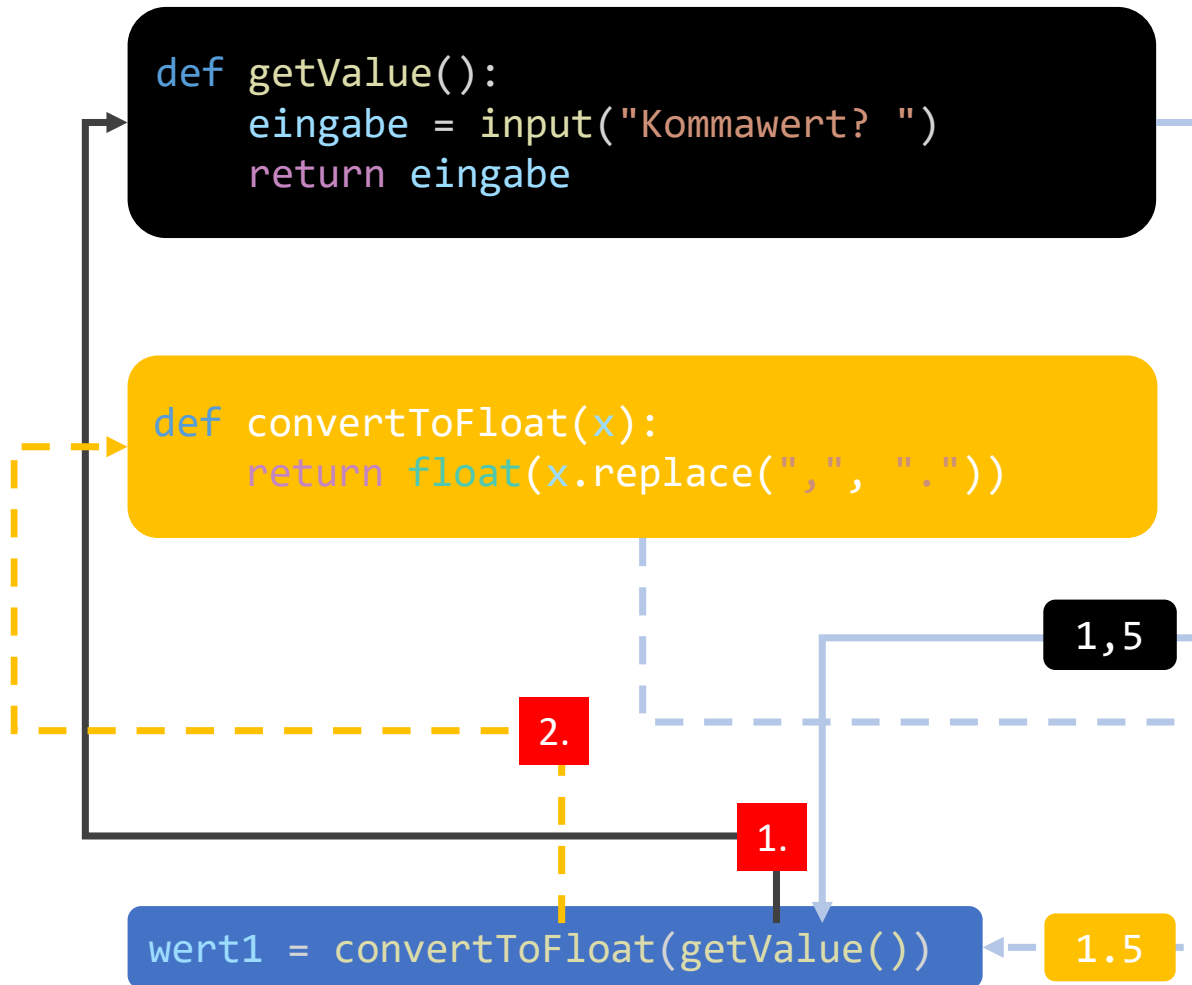 def getValue():
    eingabe = input("Kommawert? ")
    return eingabe
def convertToFloat(x):
    return float(x.replace(",", "."))
1,5
2.
1.
wert1 = convertToFloat(getValue())
1.5